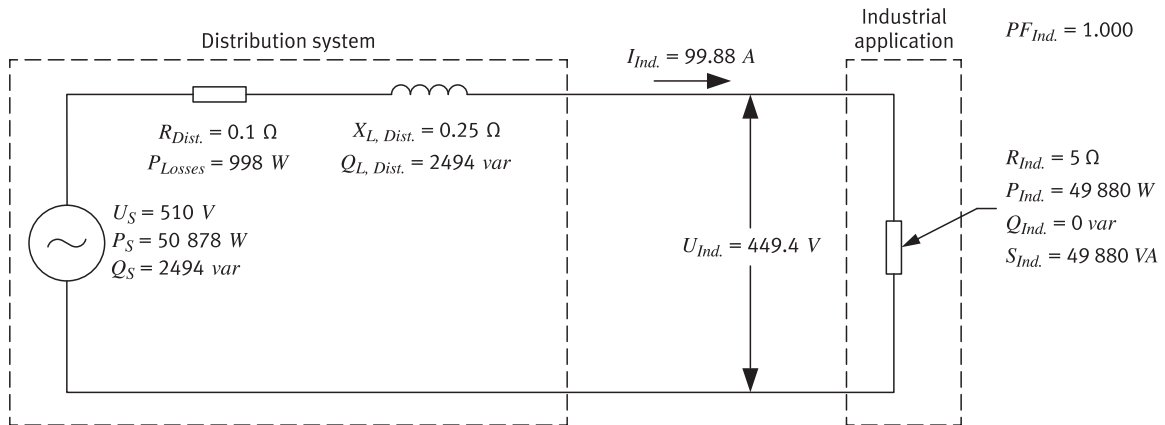 Distribution system
Industrial
application
PF_Ind. = 1.000
I_Ind. = 99.88 A
R_Dist. = 0.1 Ω
P_Losses = 998 W
X_L, Dist. = 0.25 Ω
Q_L, Dist. = 2494 var
U_S = 510 V
P_S = 50 878 W
Q_S = 2494 var
U_Ind. = 449.4 V
R_Ind. = 5 Ω
P_Ind. = 49 880 W
Q_Ind. = 0 var
S_Ind. = 49 880 VA